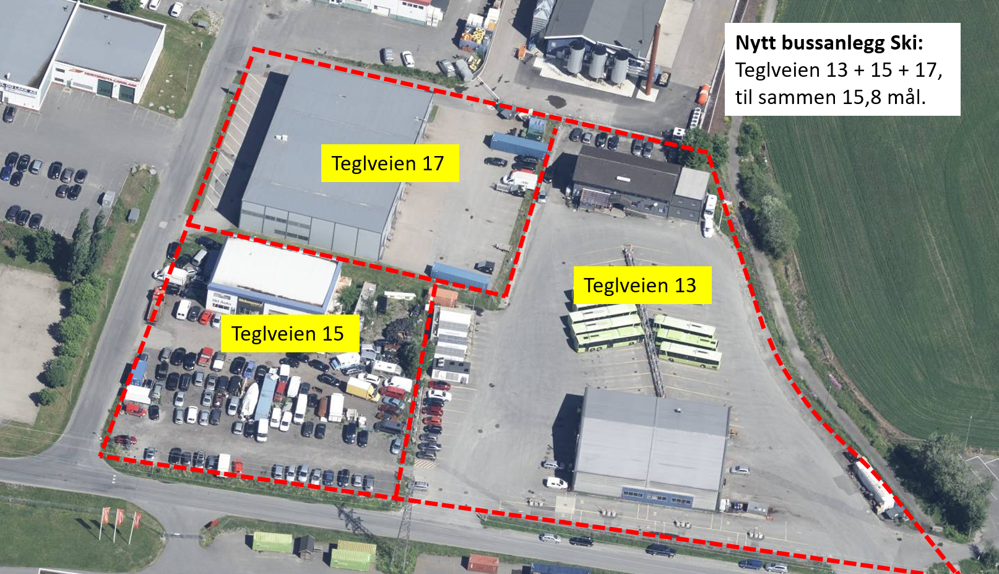 Nytt bussanlegg Ski:
Teglveien 13 + 15 + 17,
til sammen 15,8 mål.
Teglveien 17
Teglveien 13
Teglveien 15